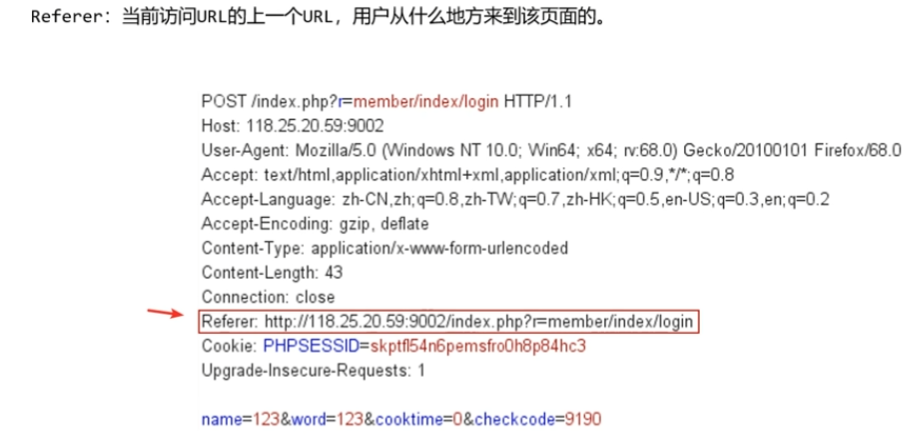 Referer: 当前访问URL的上一个URL，用户从什么地方来到该页面的。
POST /index.php?r=member/index/login HTTP/1.1
Host: 118.25.20.59:9002
User-Agent: Mozilla/5.0 (Windows NT 10.0; Win64; x64; rv:68.0) Gecko/20100101 Firefox/68.0
Accept: text/html,application/xhtml+xml,application/xml;q=0.9,*/*;q=0.8
Accept-Language: zh-CN,zh;q=0.8,zh-TW;q=0.7,zh-HK;q=0.5,en-US;q=0.3,en;q=0.2
Accept-Encoding: gzip, deflate
Content-Type: application/x-www-form-urlencoded
Content-Length: 43
Connection: close
Referer: http://118.25.20.59:9002/index.php?r=member/index/login
Cookie: PHPSESSID=skptfl54n6pemsfro0h8p84hc3
Upgrade-Insecure-Requests: 1
name=123&word=123&cooktime=0&checkcode=9190